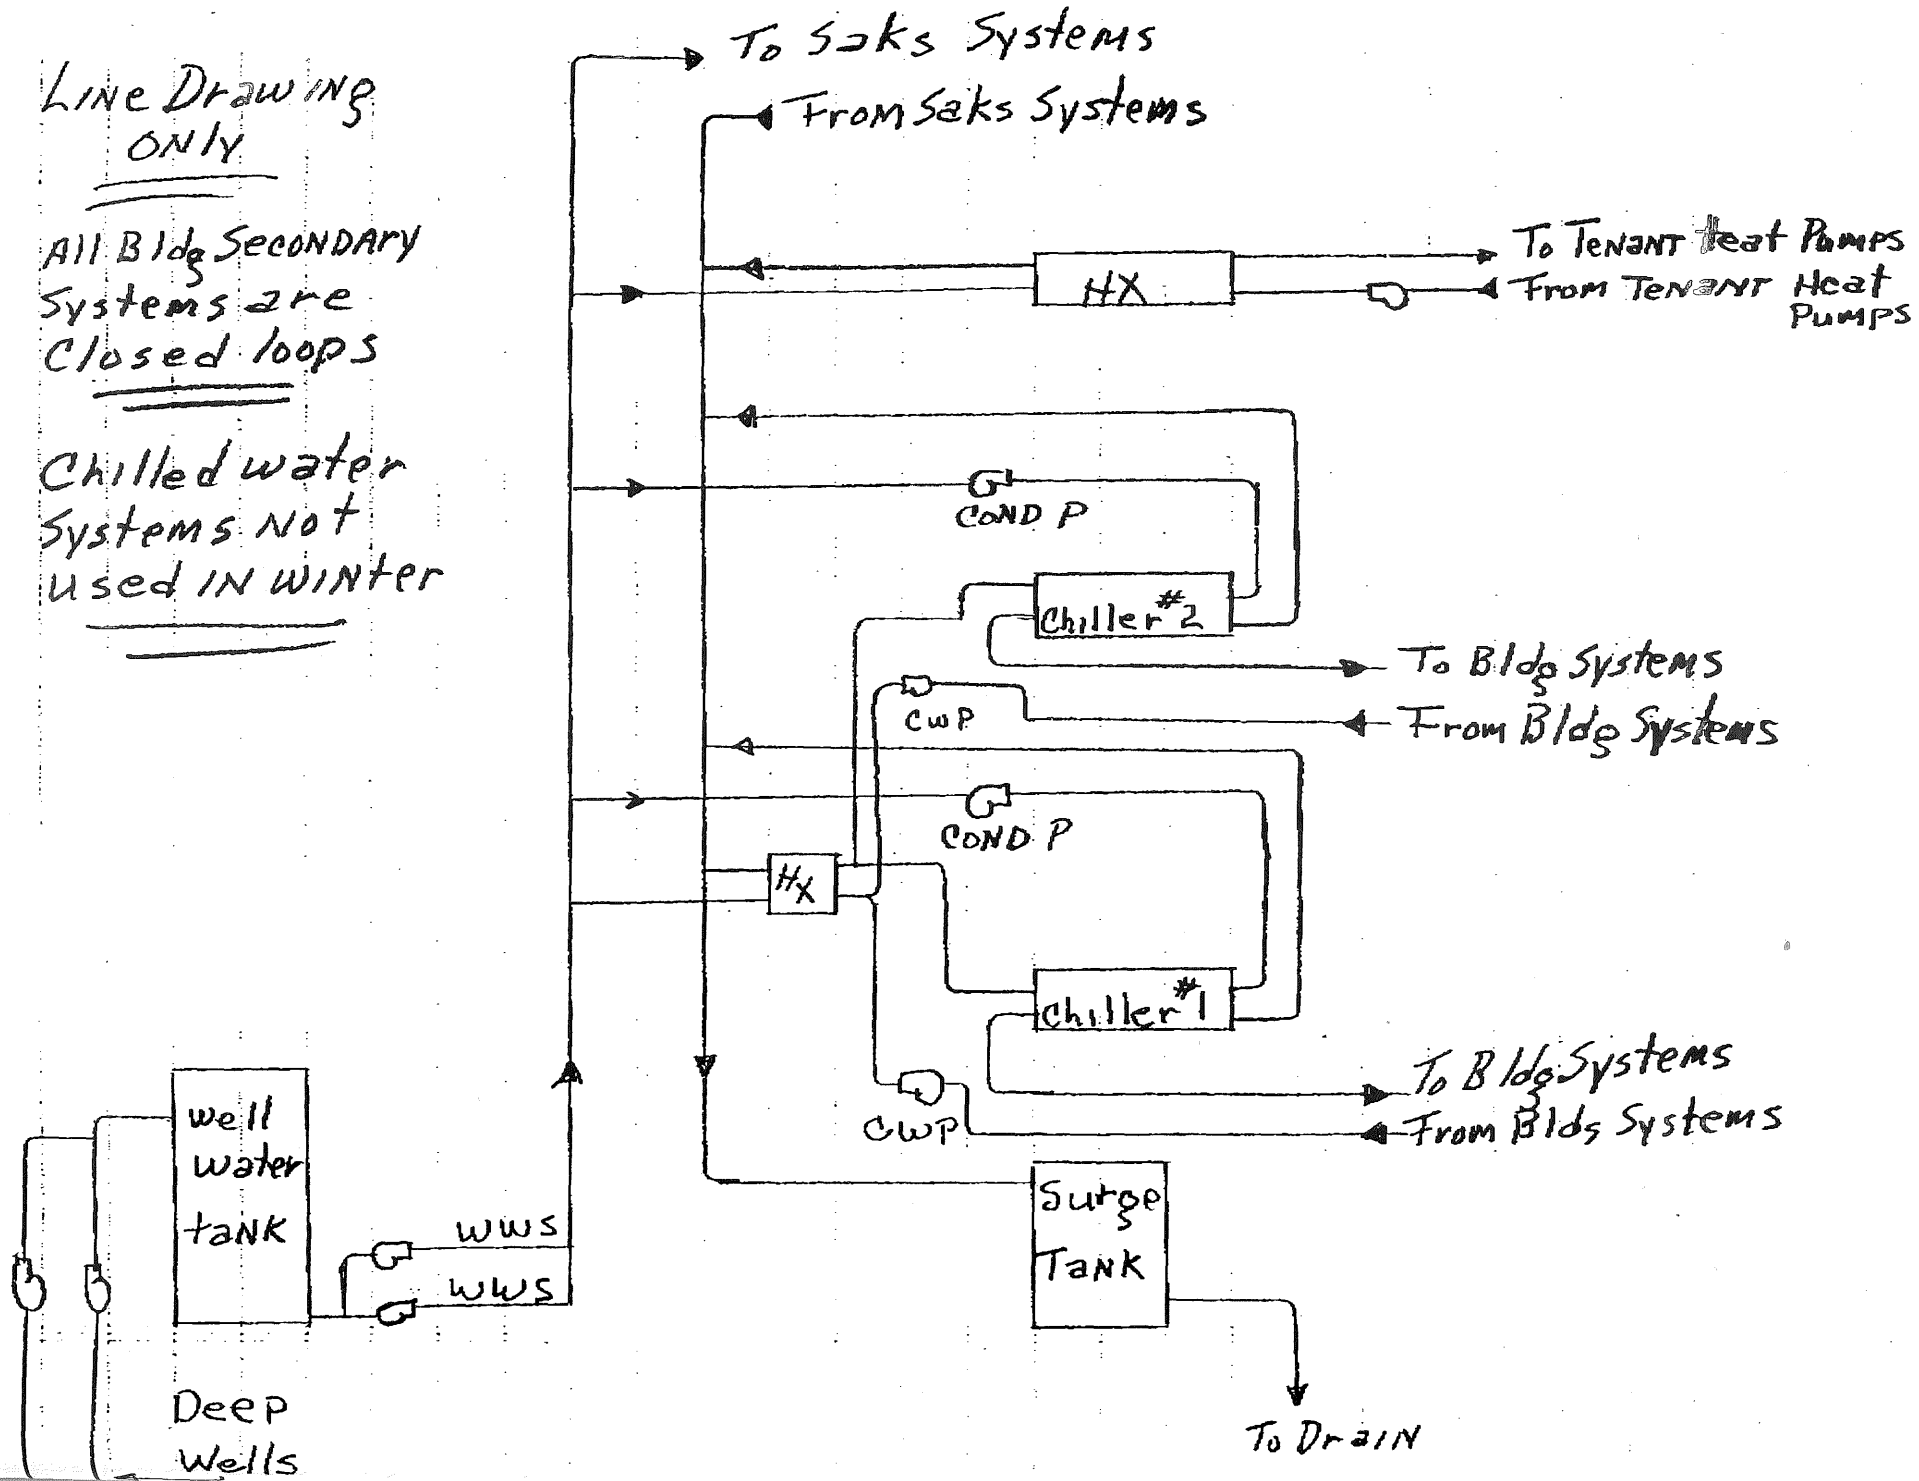 Line Drawing
Only
All Bldg Secondary
Systems are
Closed loops
Chilled water
Systems Not
Used in Winter
To Saks Systems
From Saks Systems
HX
To Tenant Heat Pumps
From Tenant Heat
Pumps
COND P
Chiller #2
To Bldg Systems
CWP
From Bldg Systems
COND P
HX
Chiller #1
To Bldg Systems
CWP
From Bldg Systems
Well
Water
tank
WWS
WWS
Surge
Tank
Deep
Wells
To Drain